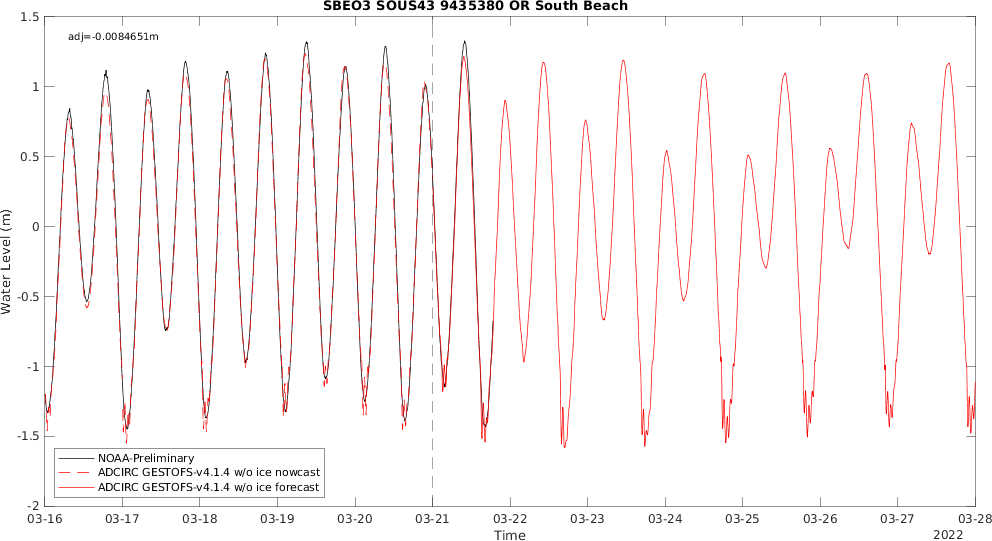 SBEO3 SOUS43 9435380 OR South Beach
adj=-0.0084651m
1.5
1
0.5
0
-0.5
-1
-1.5
-2
Water Level (m)
NOAA-Preliminary
ADCIRC GESTOFS-v4.1.4 w/o ice nowcast
ADCIRC GESTOFS-v4.1.4 w/o ice forecast
03-16 03-17 03-18 03-19 03-20 03-21 03-22 03-23 03-24 03-25 03-26 03-27 03-28
Time
2022